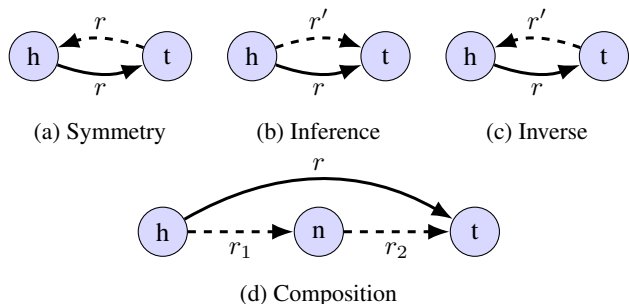 r r' r'
h t h t h t
r r r
(a) Symmetry (b) Inference (c) Inverse
r
h n t
r₁ r₂
(d) Composition